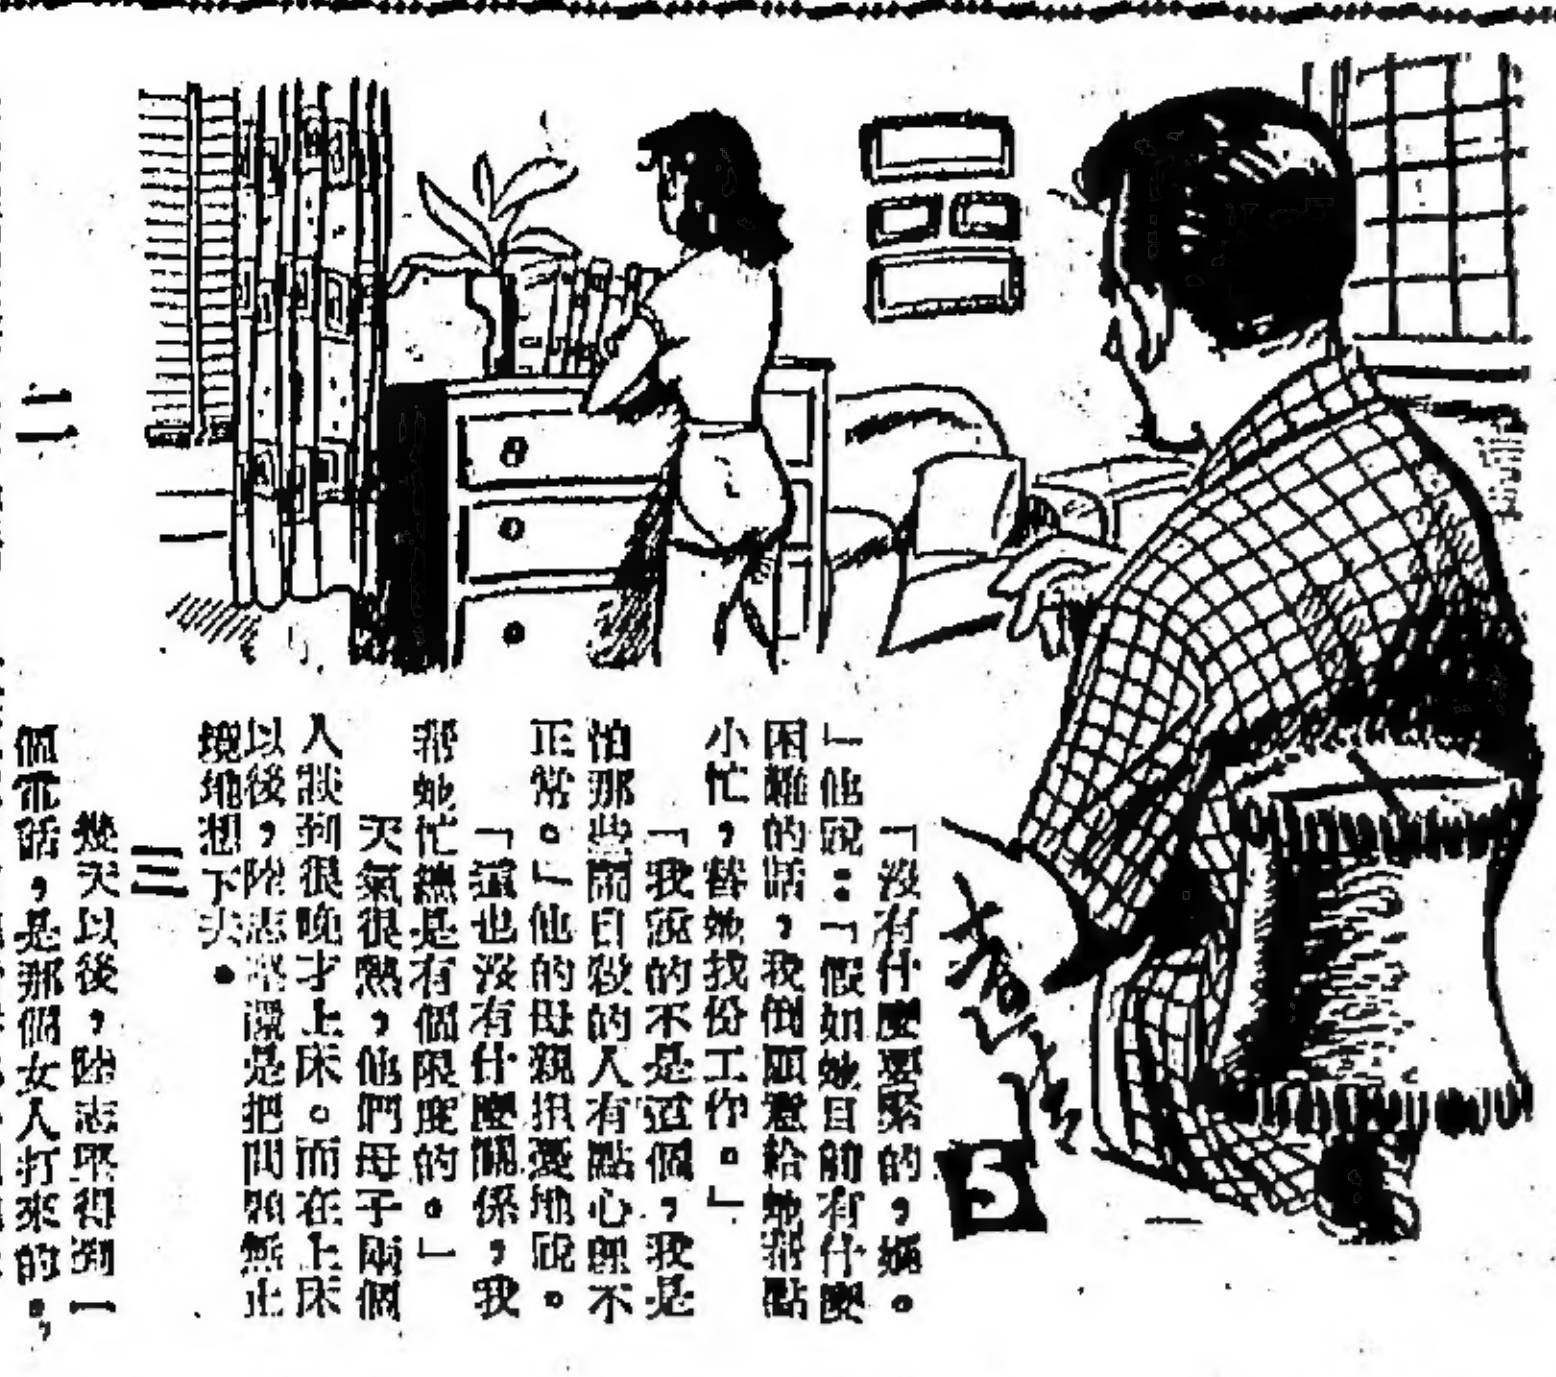 「沒有什麼要緊的，媽。
」他說：「假如她目前有什麼
困難的話，我倒願意給她幫點
小忙，替她找份工作。」
「我說的不是這個，我是
怕那些鬧自殺的人有點心理不
正常。」他的母親担憂地說。
「這也沒有什麼關係，我
幫她忙總是有個限度的。」
天氣很熱，他們母子兩個
人談到很晚才上床。而在上床
以後，陸志 還是把問題無止
境地想下去。
三
幾天以後，陸志 得到一
個電話，是那個女人打來的。，
二
5